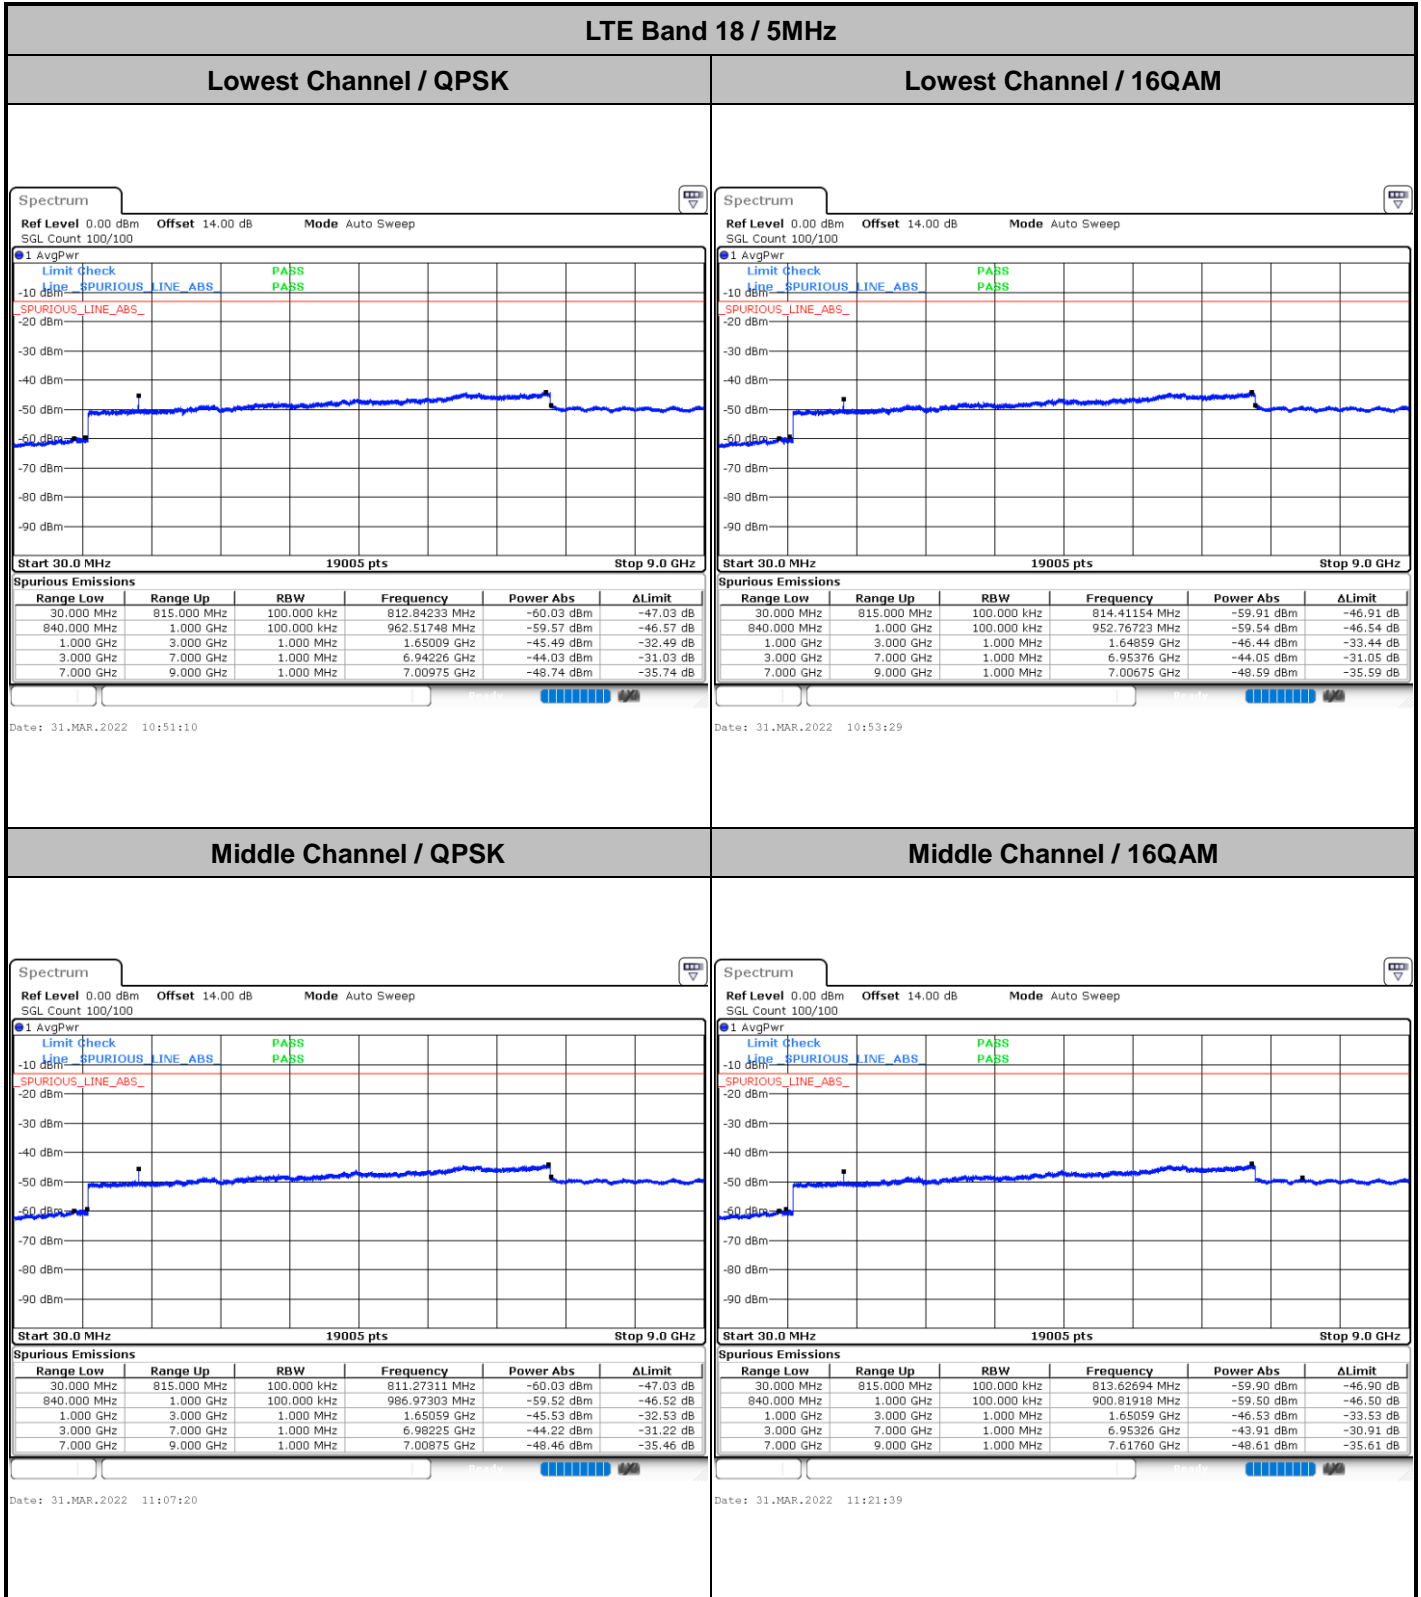 LTE Band 18 / 5MHz
Lowest Channel / QPSK
Lowest Channel / 16QAM
Spectrum
Ref Level 0.00 dBm Offset 14.00 dB Mode Auto Sweep
SGL Count 100/100
1 AvgPwr
Limit Check PASS
Line _SPURIOUS_LINE_ABS_ PASS
-10 dBm
_SPURIOUS_LINE_ABS_
-20 dBm
-30 dBm
-40 dBm
-50 dBm
-60 dBm
-70 dBm
-80 dBm
-90 dBm
Start 30.0 MHz 19005 pts Stop 9.0 GHz
Spurious Emissions
Range Low Range Up RBW Frequency Power Abs ΔLimit
30.000 MHz 815.000 MHz 100.000 kHz 812.84233 MHz -60.03 dBm -47.03 dB
840.000 MHz 1.000 GHz 100.000 kHz 962.51748 MHz -59.57 dBm -46.57 dB
1.000 GHz 3.000 GHz 1.000 MHz 1.65009 GHz -45.49 dBm -32.49 dB
3.000 GHz 7.000 GHz 1.000 MHz 6.94226 GHz -44.03 dBm -31.03 dB
7.000 GHz 9.000 GHz 1.000 MHz 7.00975 GHz -48.74 dBm -35.74 dB
Ready
Date: 31.MAR.2022 10:51:10
Spectrum
Ref Level 0.00 dBm Offset 14.00 dB Mode Auto Sweep
SGL Count 100/100
1 AvgPwr
Limit Check PASS
Line _SPURIOUS_LINE_ABS_ PASS
-10 dBm
_SPURIOUS_LINE_ABS_
-20 dBm
-30 dBm
-40 dBm
-50 dBm
-60 dBm
-70 dBm
-80 dBm
-90 dBm
Start 30.0 MHz 19005 pts Stop 9.0 GHz
Spurious Emissions
Range Low Range Up RBW Frequency Power Abs ΔLimit
30.000 MHz 815.000 MHz 100.000 kHz 814.41154 MHz -59.91 dBm -46.91 dB
840.000 MHz 1.000 GHz 100.000 kHz 952.76723 MHz -59.54 dBm -46.54 dB
1.000 GHz 3.000 GHz 1.000 MHz 1.64859 GHz -46.44 dBm -33.44 dB
3.000 GHz 7.000 GHz 1.000 MHz 6.95376 GHz -44.05 dBm -31.05 dB
7.000 GHz 9.000 GHz 1.000 MHz 7.00675 GHz -48.59 dBm -35.59 dB
Ready
Date: 31.MAR.2022 10:53:29
Middle Channel / QPSK
Middle Channel / 16QAM
Spectrum
Ref Level 0.00 dBm Offset 14.00 dB Mode Auto Sweep
SGL Count 100/100
1 AvgPwr
Limit Check PASS
Line _SPURIOUS_LINE_ABS_ PASS
-10 dBm
_SPURIOUS_LINE_ABS_
-20 dBm
-30 dBm
-40 dBm
-50 dBm
-60 dBm
-70 dBm
-80 dBm
-90 dBm
Start 30.0 MHz 19005 pts Stop 9.0 GHz
Spurious Emissions
Range Low Range Up RBW Frequency Power Abs ΔLimit
30.000 MHz 815.000 MHz 100.000 kHz 811.27311 MHz -60.03 dBm -47.03 dB
840.000 MHz 1.000 GHz 100.000 kHz 986.97303 MHz -59.52 dBm -46.52 dB
1.000 GHz 3.000 GHz 1.000 MHz 1.65059 GHz -45.53 dBm -32.53 dB
3.000 GHz 7.000 GHz 1.000 MHz 6.98225 GHz -44.22 dBm -31.22 dB
7.000 GHz 9.000 GHz 1.000 MHz 7.00875 GHz -48.46 dBm -35.46 dB
Ready
Date: 31.MAR.2022 11:07:20
Spectrum
Ref Level 0.00 dBm Offset 14.00 dB Mode Auto Sweep
SGL Count 100/100
1 AvgPwr
Limit Check PASS
Line _SPURIOUS_LINE_ABS_ PASS
-10 dBm
_SPURIOUS_LINE_ABS_
-20 dBm
-30 dBm
-40 dBm
-50 dBm
-60 dBm
-70 dBm
-80 dBm
-90 dBm
Start 30.0 MHz 19005 pts Stop 9.0 GHz
Spurious Emissions
Range Low Range Up RBW Frequency Power Abs ΔLimit
30.000 MHz 815.000 MHz 100.000 kHz 813.62694 MHz -59.90 dBm -46.90 dB
840.000 MHz 1.000 GHz 100.000 kHz 900.81918 MHz -59.50 dBm -46.50 dB
1.000 GHz 3.000 GHz 1.000 MHz 1.65059 GHz -46.53 dBm -33.53 dB
3.000 GHz 7.000 GHz 1.000 MHz 6.95326 GHz -43.91 dBm -30.91 dB
7.000 GHz 9.000 GHz 1.000 MHz 7.61760 GHz -48.61 dBm -35.61 dB
Ready
Date: 31.MAR.2022 11:21:39